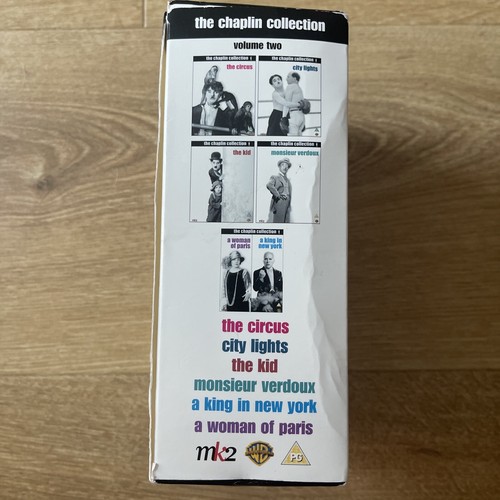 the chaplin collection
volume two
the chaplin collection
the circus
the chaplin collection
city lights
the chaplin collection
the kid
the chaplin collection
monsieur verdoux
the chaplin collection
a woman
of paris
a king in
new york
the circus
city lights
the kid
monsieur verdoux
a king in new york
a woman of paris
mk2
PG